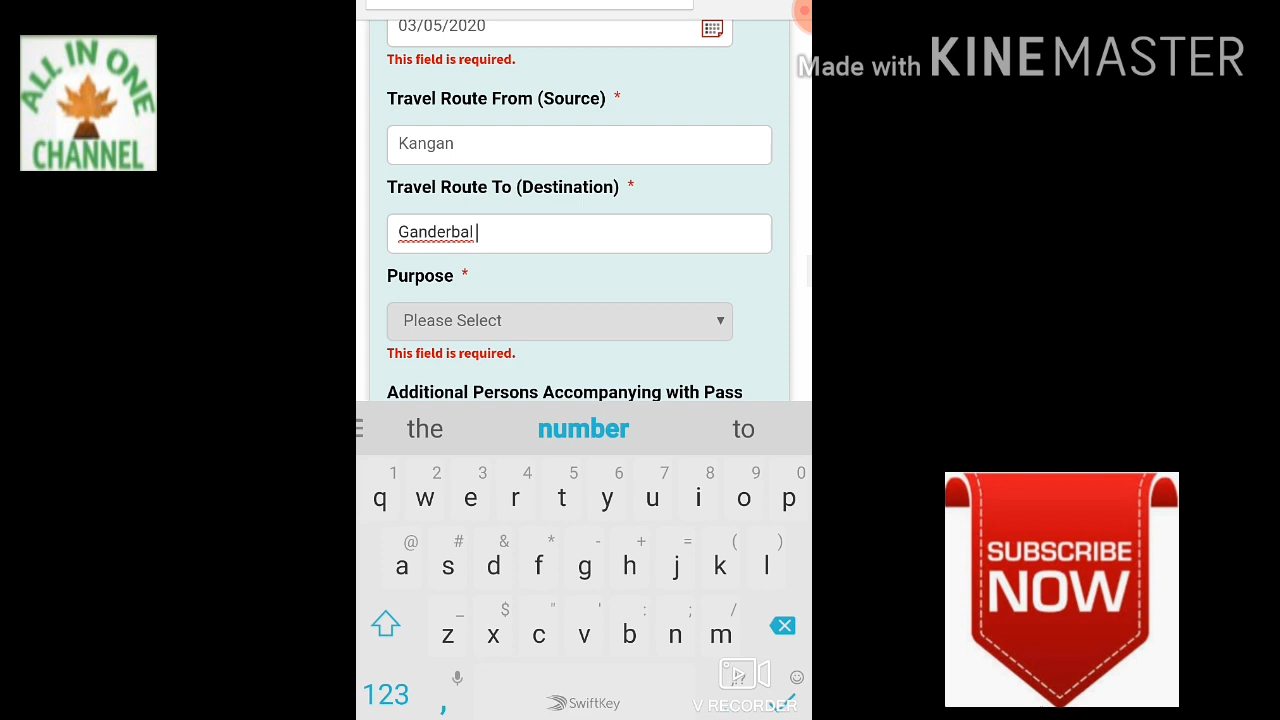 ALL IN ONE
CHANNEL
Made with KINEMASTER
03/05/2020
This field is required.
Travel Route From (Source) *
Kangan
Travel Route To (Destination) *
Ganderbal
Purpose *
Please Select
This field is required.
Additional Persons Accompanying with Pass
the number to
1 2 3 4 5 6 7 8 9 0
q w e r t y u i o p
@ # & * - + = ( )
a s d f g h j k l
_ $ " ' : ; /
z x c v b n m
123 , SwiftKey
V RECORDER
SUBSCRIBE
NOW